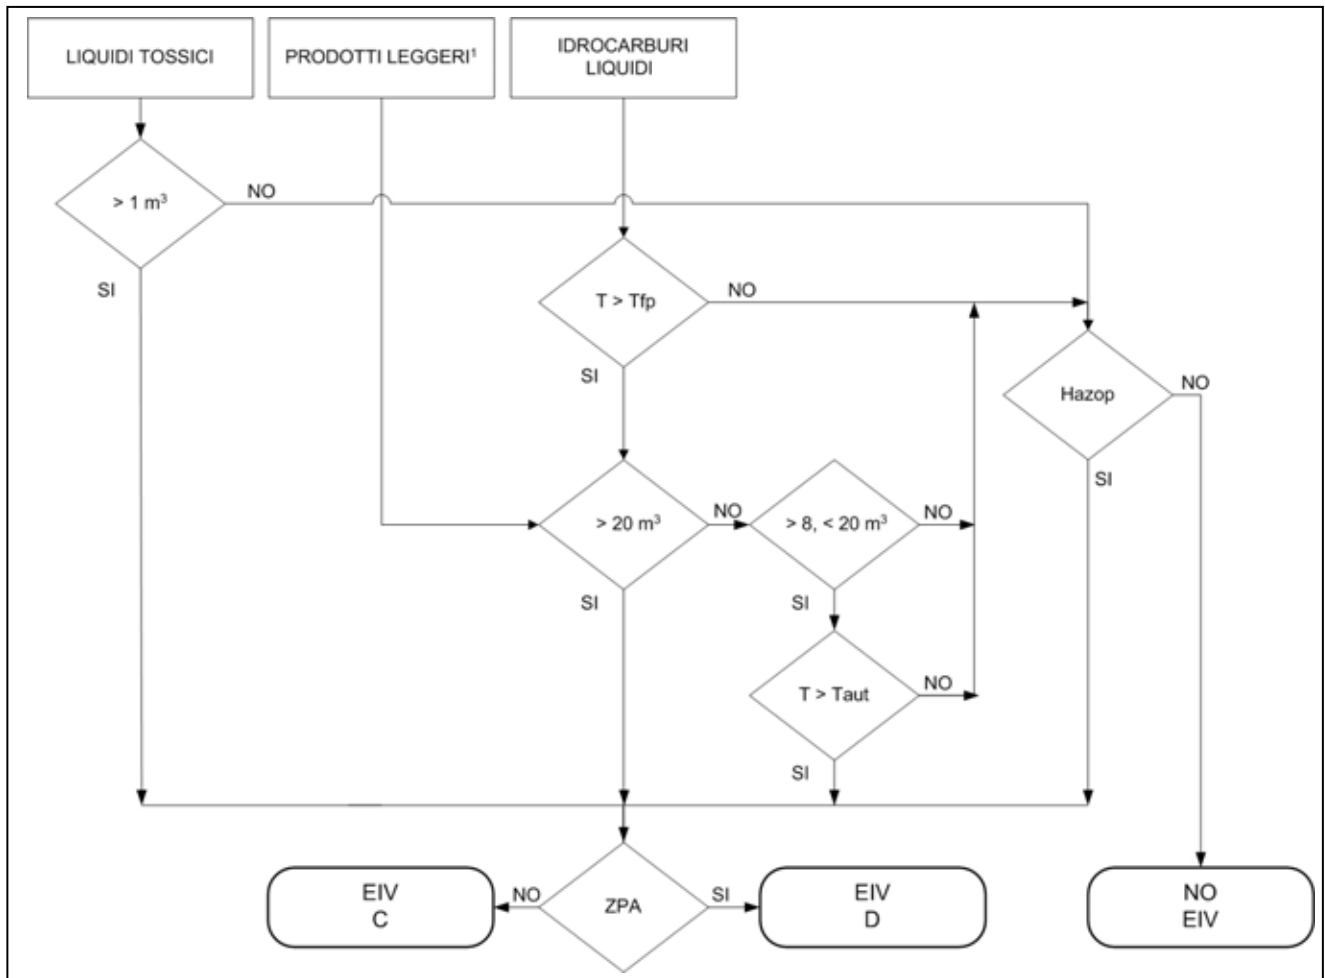 LIQUIDI TOSSICI
PRODOTTI LEGGERI¹
IDROCARBURI
LIQUIDI
> 1 m³
NO
SI
T > Tfp
NO
SI
Hazop
NO
SI
> 20 m³
NO
SI
> 8, < 20 m³
NO
SI
T > Taut
NO
SI
ZPA
NO
SI
EIV
C
EIV
D
NO
EIV